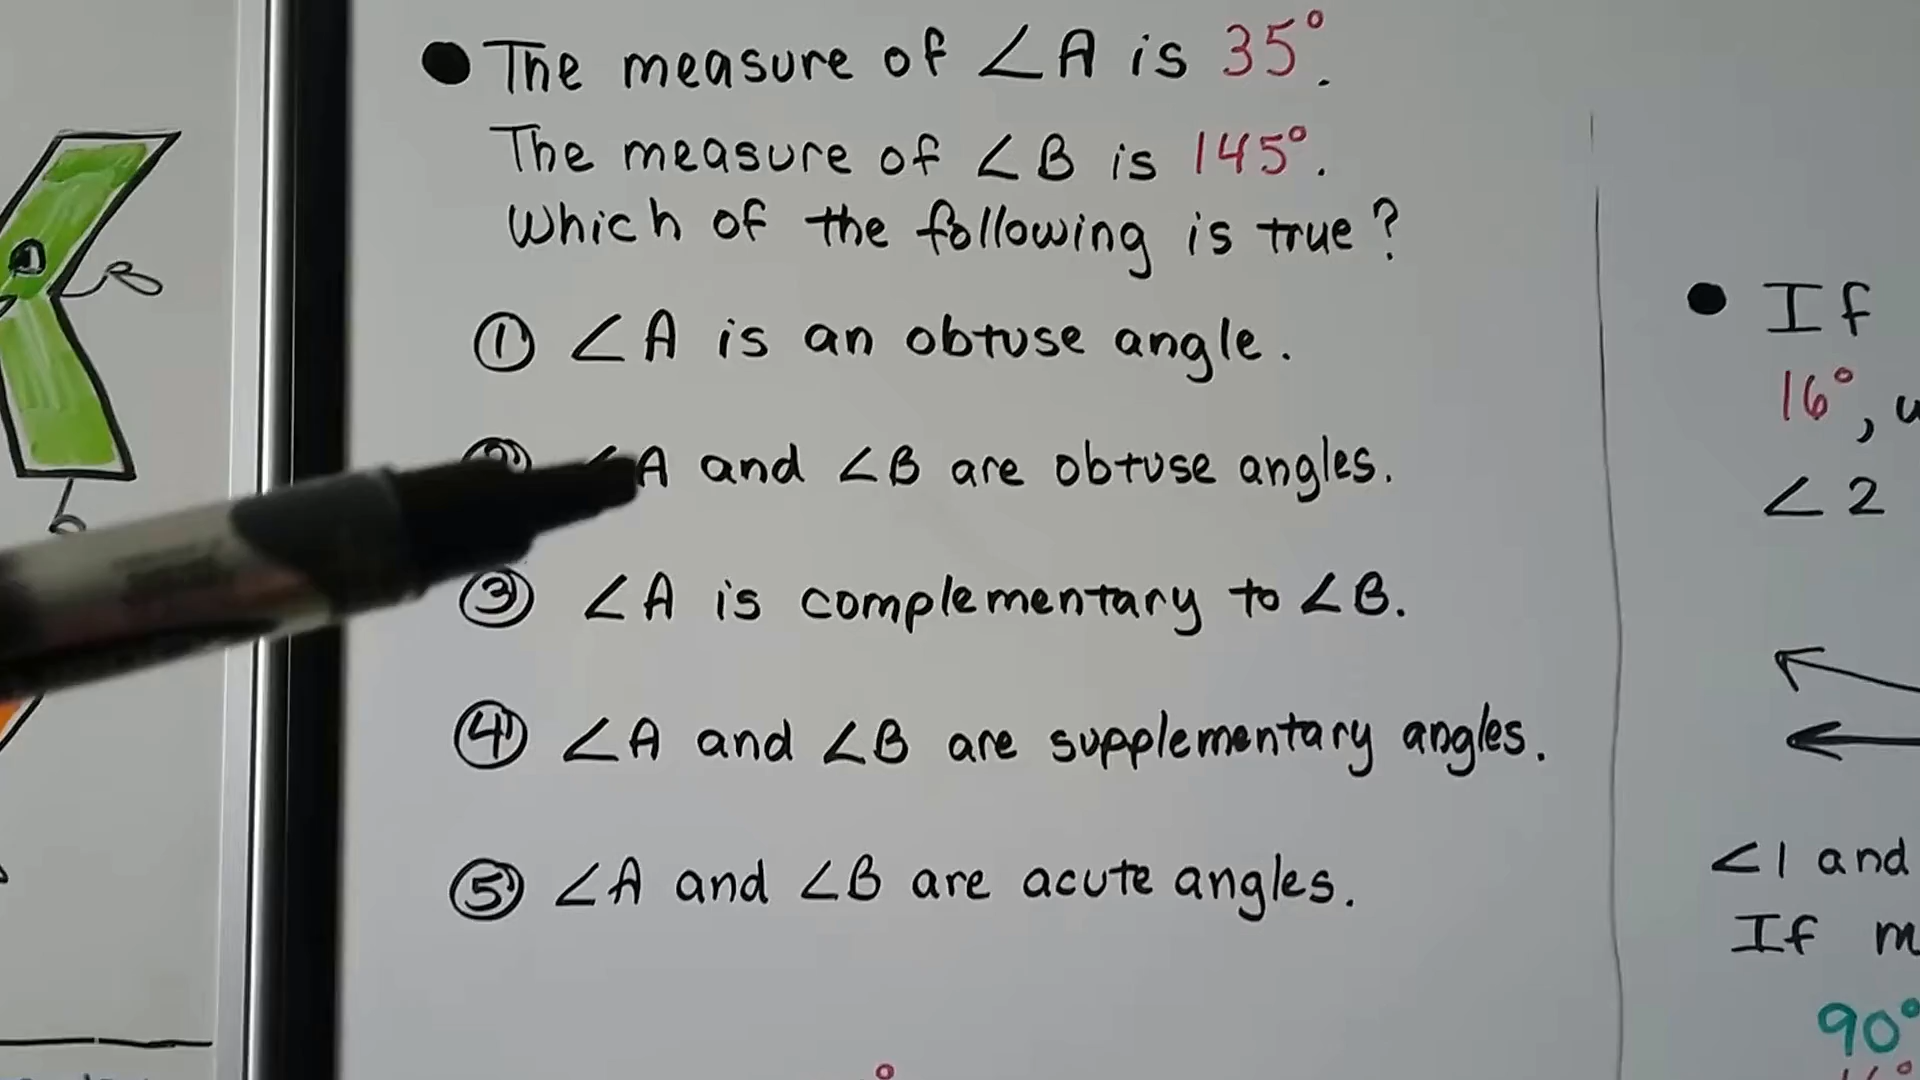 ● The measure of ∠A is 35°.
The measure of ∠B is 145°.
Which of the following is true?
① ∠A is an obtuse angle.
② ∠A and ∠B are obtuse angles.
③ ∠A is complementary to ∠B.
④ ∠A and ∠B are supplementary angles.
⑤ ∠A and ∠B are acute angles.
● If
16°,
∠2
∠1 and
If m
90°